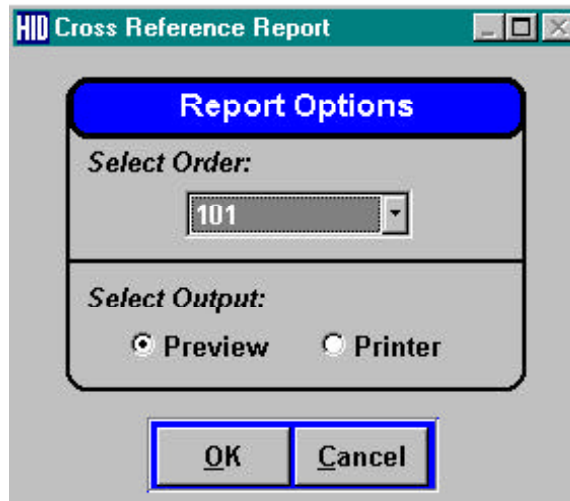 HID Cross Reference Report
Report Options
Select Order:
101
Select Output:
Preview Printer
OK Cancel